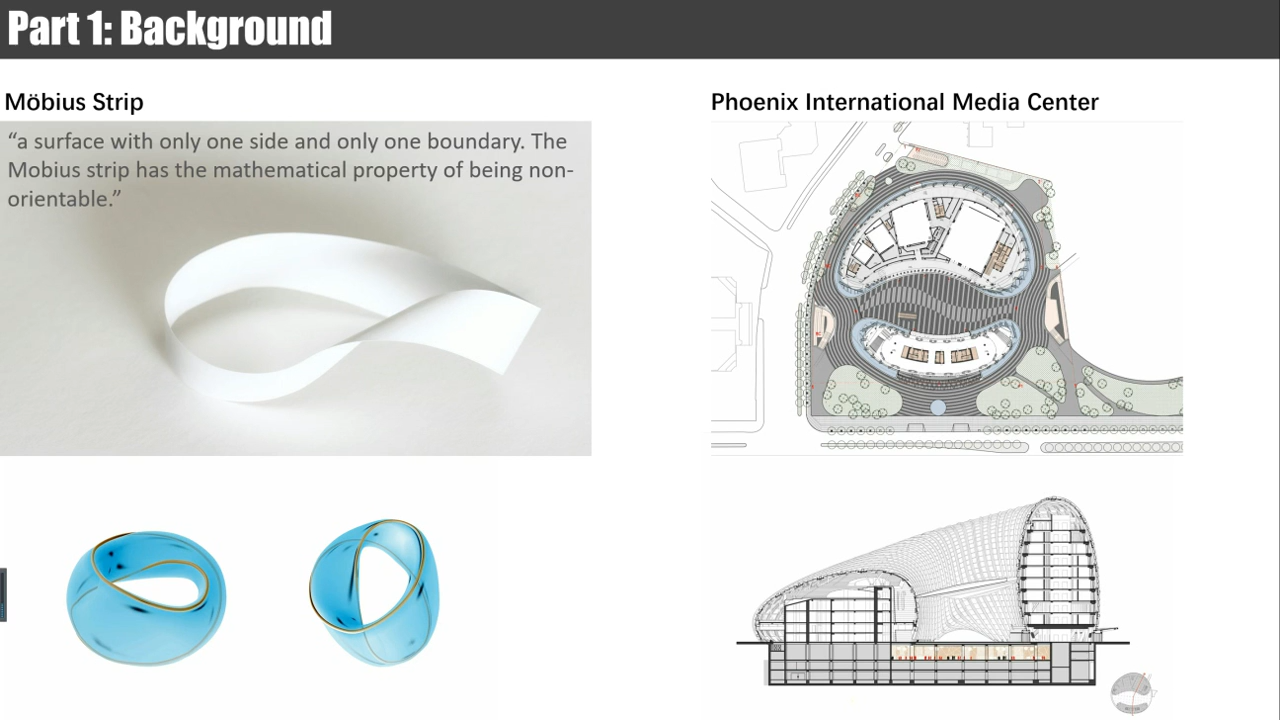 Part 1: Background
Möbius Strip
“a surface with only one side and only one boundary. The
Mobius strip has the mathematical property of being non-
orientable.”
Phoenix International Media Center